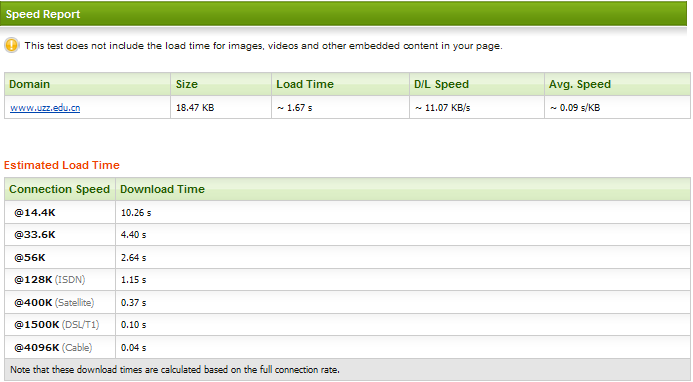 Speed Report
This test does not include the load time for images, videos and other embedded content in your page.
Domain Size Load Time D/L Speed Avg. Speed
www.uzz.edu.cn 18.47 KB ~ 1.67 s ~ 11.07 KB/s ~ 0.09 s/KB
Estimated Load Time
Connection Speed Download Time
@14.4K 10.26 s
@33.6K 4.40 s
@56K 2.64 s
@128K (ISDN) 1.15 s
@400K (Satellite) 0.37 s
@1500K (DSL/T1) 0.10 s
@4096K (Cable) 0.04 s
Note that these download times are calculated based on the full connection rate.